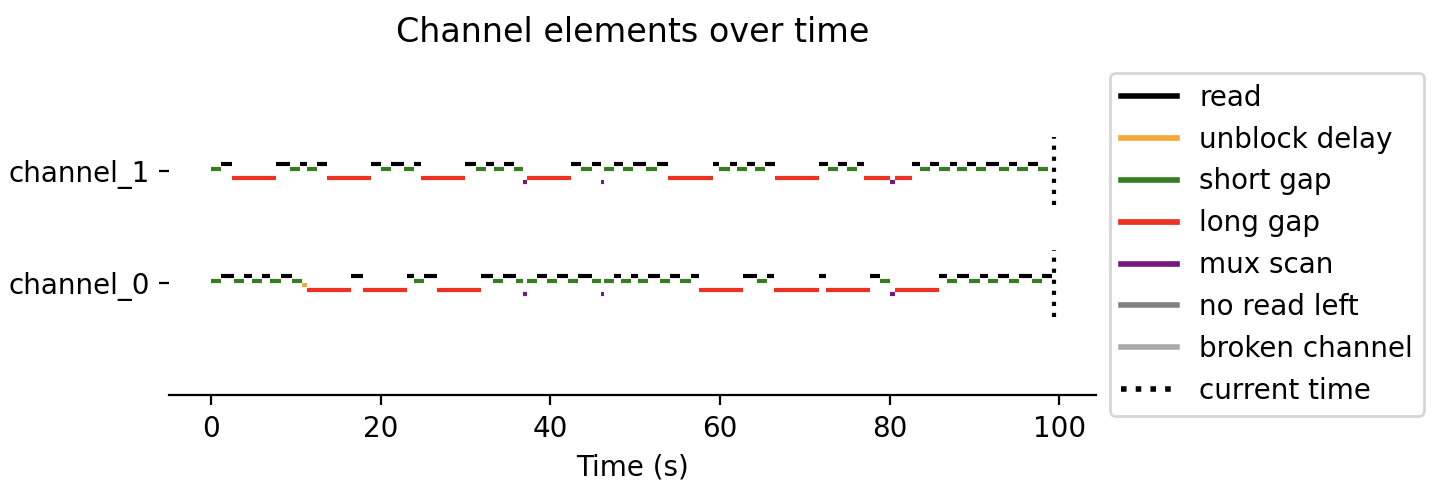 Channel elements over time
channel_1
channel_0
0 20 40 60 80 100
Time (s)
read
unblock delay
short gap
long gap
mux scan
no read left
broken channel
current time